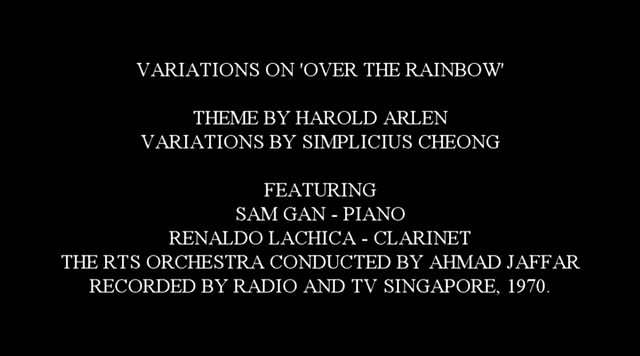 VARIATIONS ON 'OVER THE RAINBOW'
THEME BY HAROLD ARLEN
VARIATIONS BY SIMPLICIUS CHEONG
FEATURING
SAM GAN - PIANO
RENALDO LACHICA - CLARINET
THE RTS ORCHESTRA CONDUCTED BY AHMAD JAFFAR
RECORDED BY RADIO AND TV SINGAPORE, 1970.